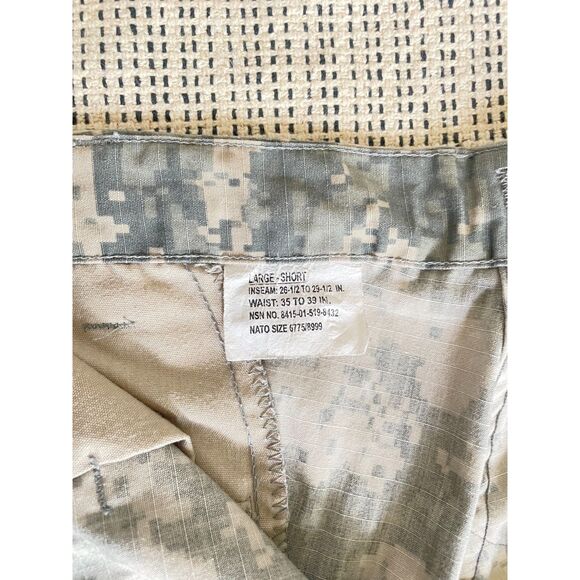 LARGE-SHORT
INSEAM: 26-1/2 TO 29-1/2 IN.
WAIST: 35 TO 39 IN.
NSN NO. 8415-01-519-8432
NATO SIZE 6775/8999